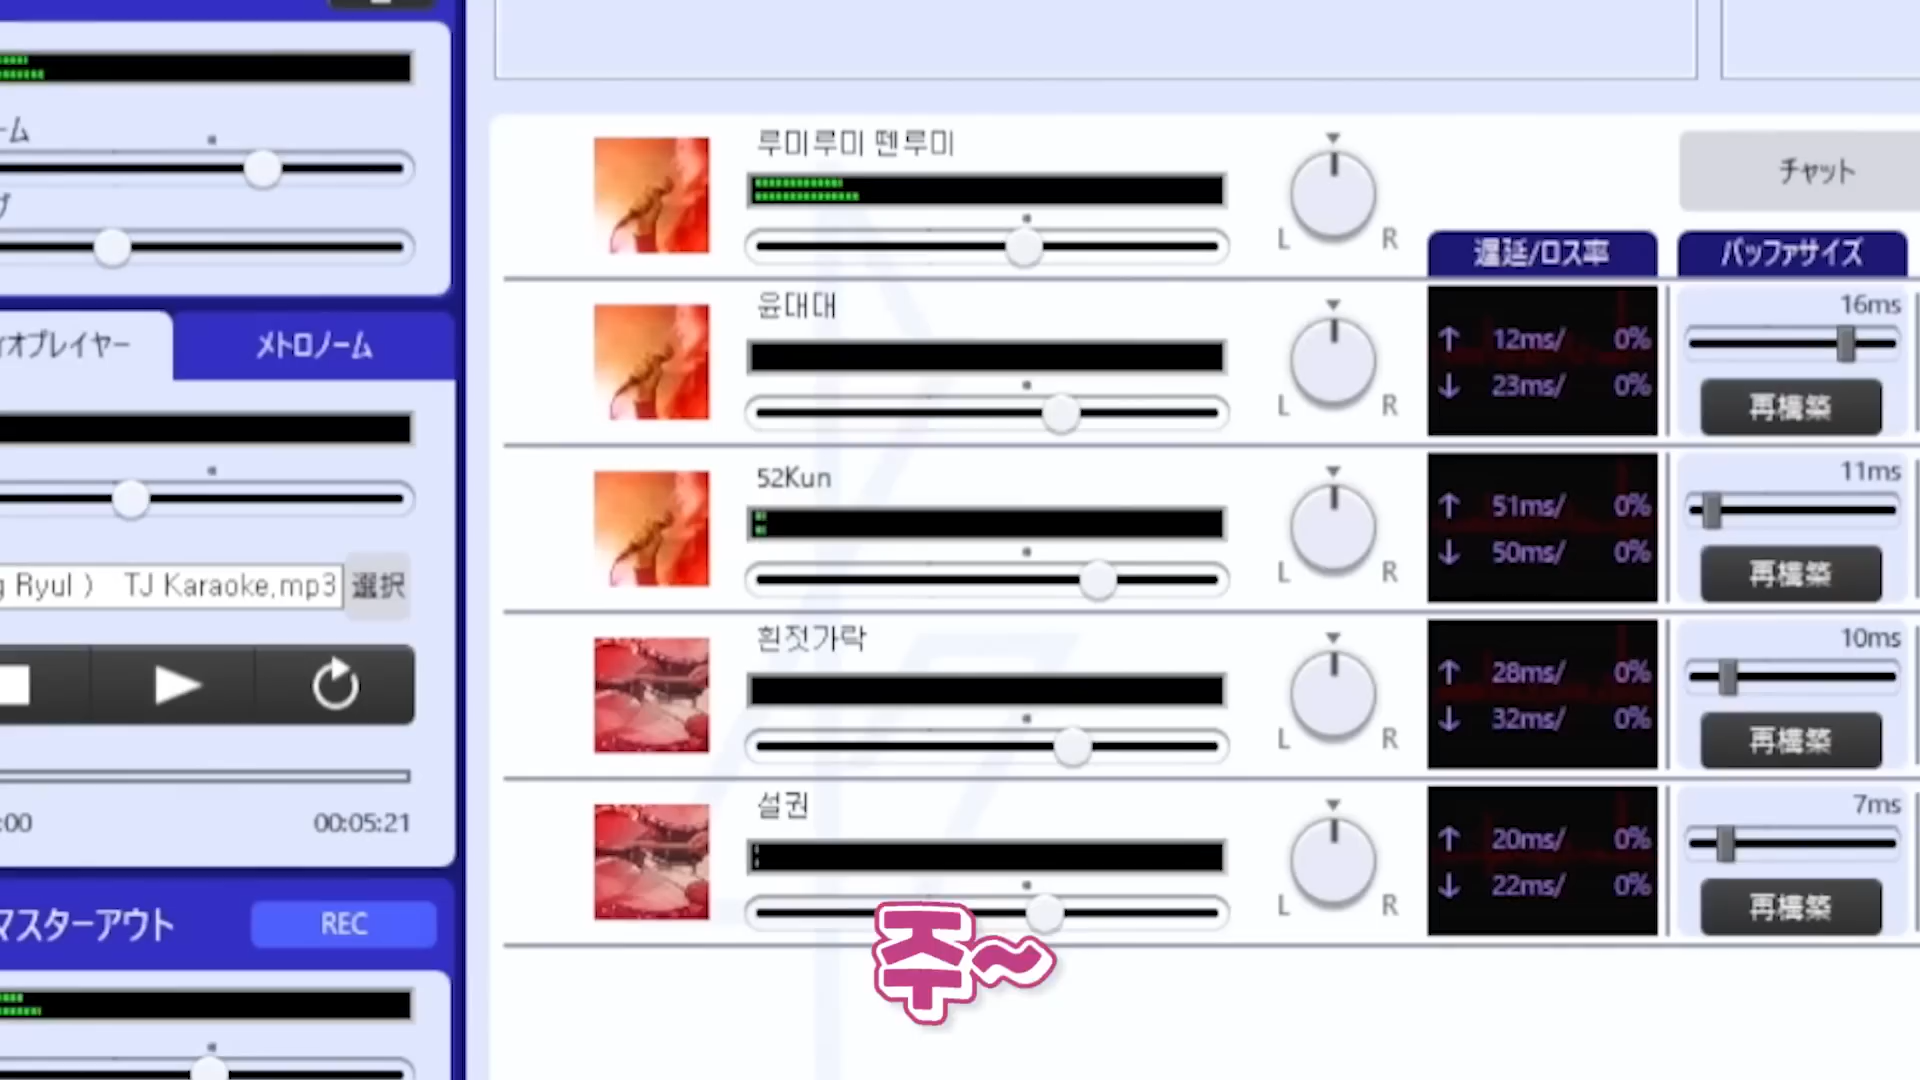 ーム
ブ
ィオプレイヤー
メトロノーム
g Ryul ) TJ Karaoke.mp3
選択
:00
00:05:21
マスターアウト
REC
루미루미 뗀루미
L R
チャット
遅延/ロス率
バッファサイズ
윤대대
L R
↑ 12ms/ 0%
↓ 23ms/ 0%
16ms
再構築
52Kun
L R
↑ 51ms/ 0%
↓ 50ms/ 0%
11ms
再構築
흰젓가락
L R
↑ 28ms/ 0%
↓ 32ms/ 0%
10ms
再構築
설권
L R
↑ 20ms/ 0%
↓ 22ms/ 0%
7ms
再構築
주~